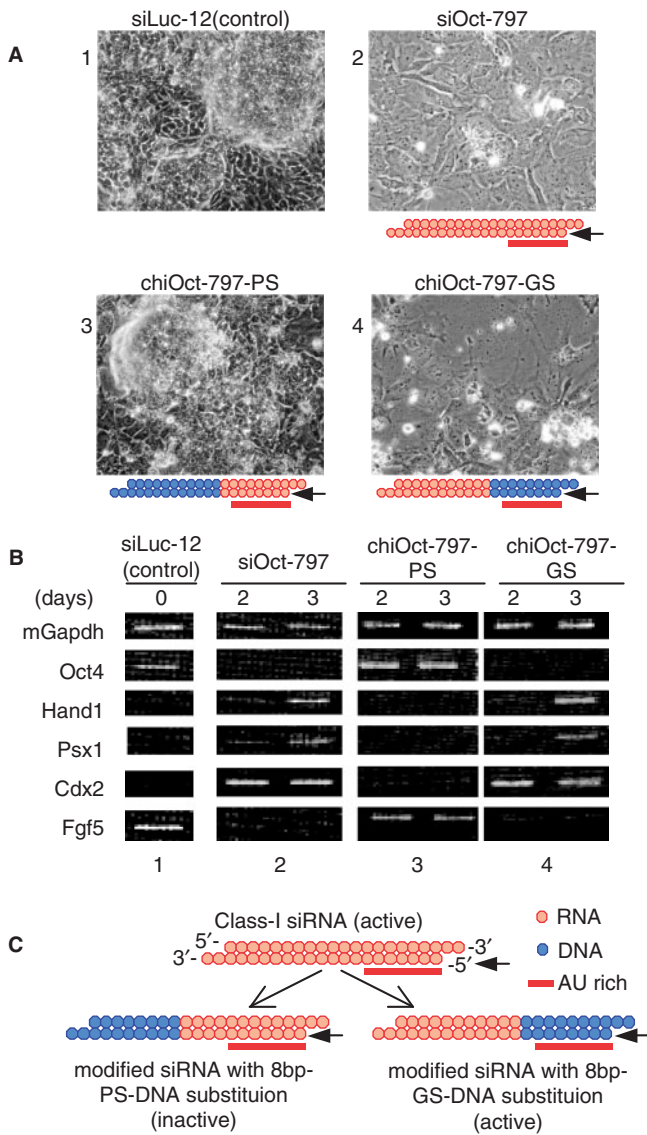 A
siLuc-12(control)
siOct-797
1
2
chiOct-797-PS
chiOct-797-GS
3
4
B
siLuc-12
(control)
siOct-797
chiOct-797-
PS
chiOct-797-
GS
(days)
0
2
3
2
3
2
3
mGapdh
Oct4
Hand1
Psx1
Cdx2
Fgf5
1
2
3
4
C
Class-I siRNA (active)
5′-
-3′
3′-
-5′
RNA
DNA
AU rich
modified siRNA with 8bp-
PS-DNA substituion
(inactive)
modified siRNA with 8bp-
GS-DNA substituion
(active)